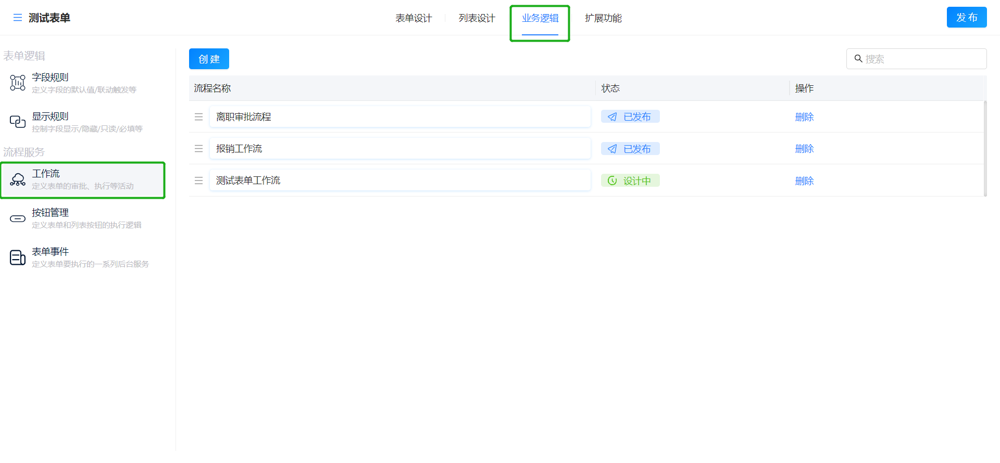 测试表单
表单设计
列表设计
业务逻辑
扩展功能
发布
表单逻辑
字段规则
定义字段的默认值/联动触发等
显示规则
控制字段显示/隐藏/只读/必填等
流程服务
工作流
定义表单的审批、执行等活动
按钮管理
定义表单和列表按钮的执行逻辑
表单事件
定义表单要执行的一系列后台服务
创建
搜索
流程名称 状态 操作
离职审批流程 已发布 删除
报销工作流 已发布 删除
测试表单工作流 设计中 删除